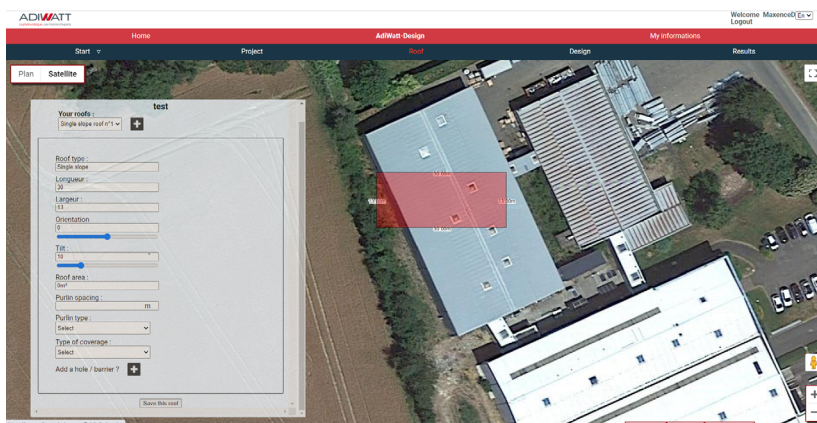 ADIWATT
Welcome MaxenceD En
Logout
Home AdiWatt-Design My informations
Start Project Roof Design Results
Plan Satellite
test
Your roofs :
Single slope roof n°1
Roof type :
Single slope
Longueur :
30
Largeur :
13
Orientation
0
Tilt :
10 °
Roof area :
0m²
Purlin spacing :
m
Purlin type :
Select
Type of coverage :
Select
Add a hole / barrier ?
Save this roof